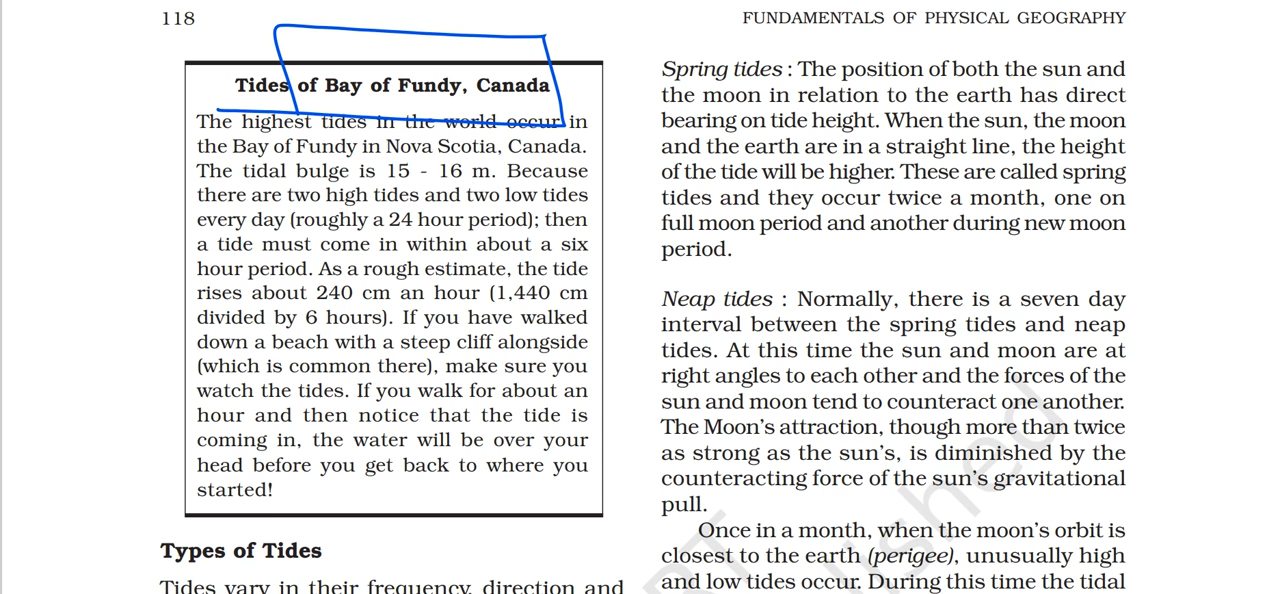 118
FUNDAMENTALS OF PHYSICAL GEOGRAPHY
Tides of Bay of Fundy, Canada
The highest tides in the world occur in
the Bay of Fundy in Nova Scotia, Canada.
The tidal bulge is 15 - 16 m. Because
there are two high tides and two low tides
every day (roughly a 24 hour period); then
a tide must come in within about a six
hour period. As a rough estimate, the tide
rises about 240 cm an hour (1,440 cm
divided by 6 hours). If you have walked
down a beach with a steep cliff alongside
(which is common there), make sure you
watch the tides. If you walk for about an
hour and then notice that the tide is
coming in, the water will be over your
head before you get back to where you
started!
Types of Tides
Tides vary in their frequency, direction and
Spring tides : The position of both the sun and
the moon in relation to the earth has direct
bearing on tide height. When the sun, the moon
and the earth are in a straight line, the height
of the tide will be higher. These are called spring
tides and they occur twice a month, one on
full moon period and another during new moon
period.
Neap tides : Normally, there is a seven day
interval between the spring tides and neap
tides. At this time the sun and moon are at
right angles to each other and the forces of the
sun and moon tend to counteract one another.
The Moon's attraction, though more than twice
as strong as the sun's, is diminished by the
counteracting force of the sun's gravitational
pull.
Once in a month, when the moon's orbit is
closest to the earth (perigee), unusually high
and low tides occur. During this time the tidal